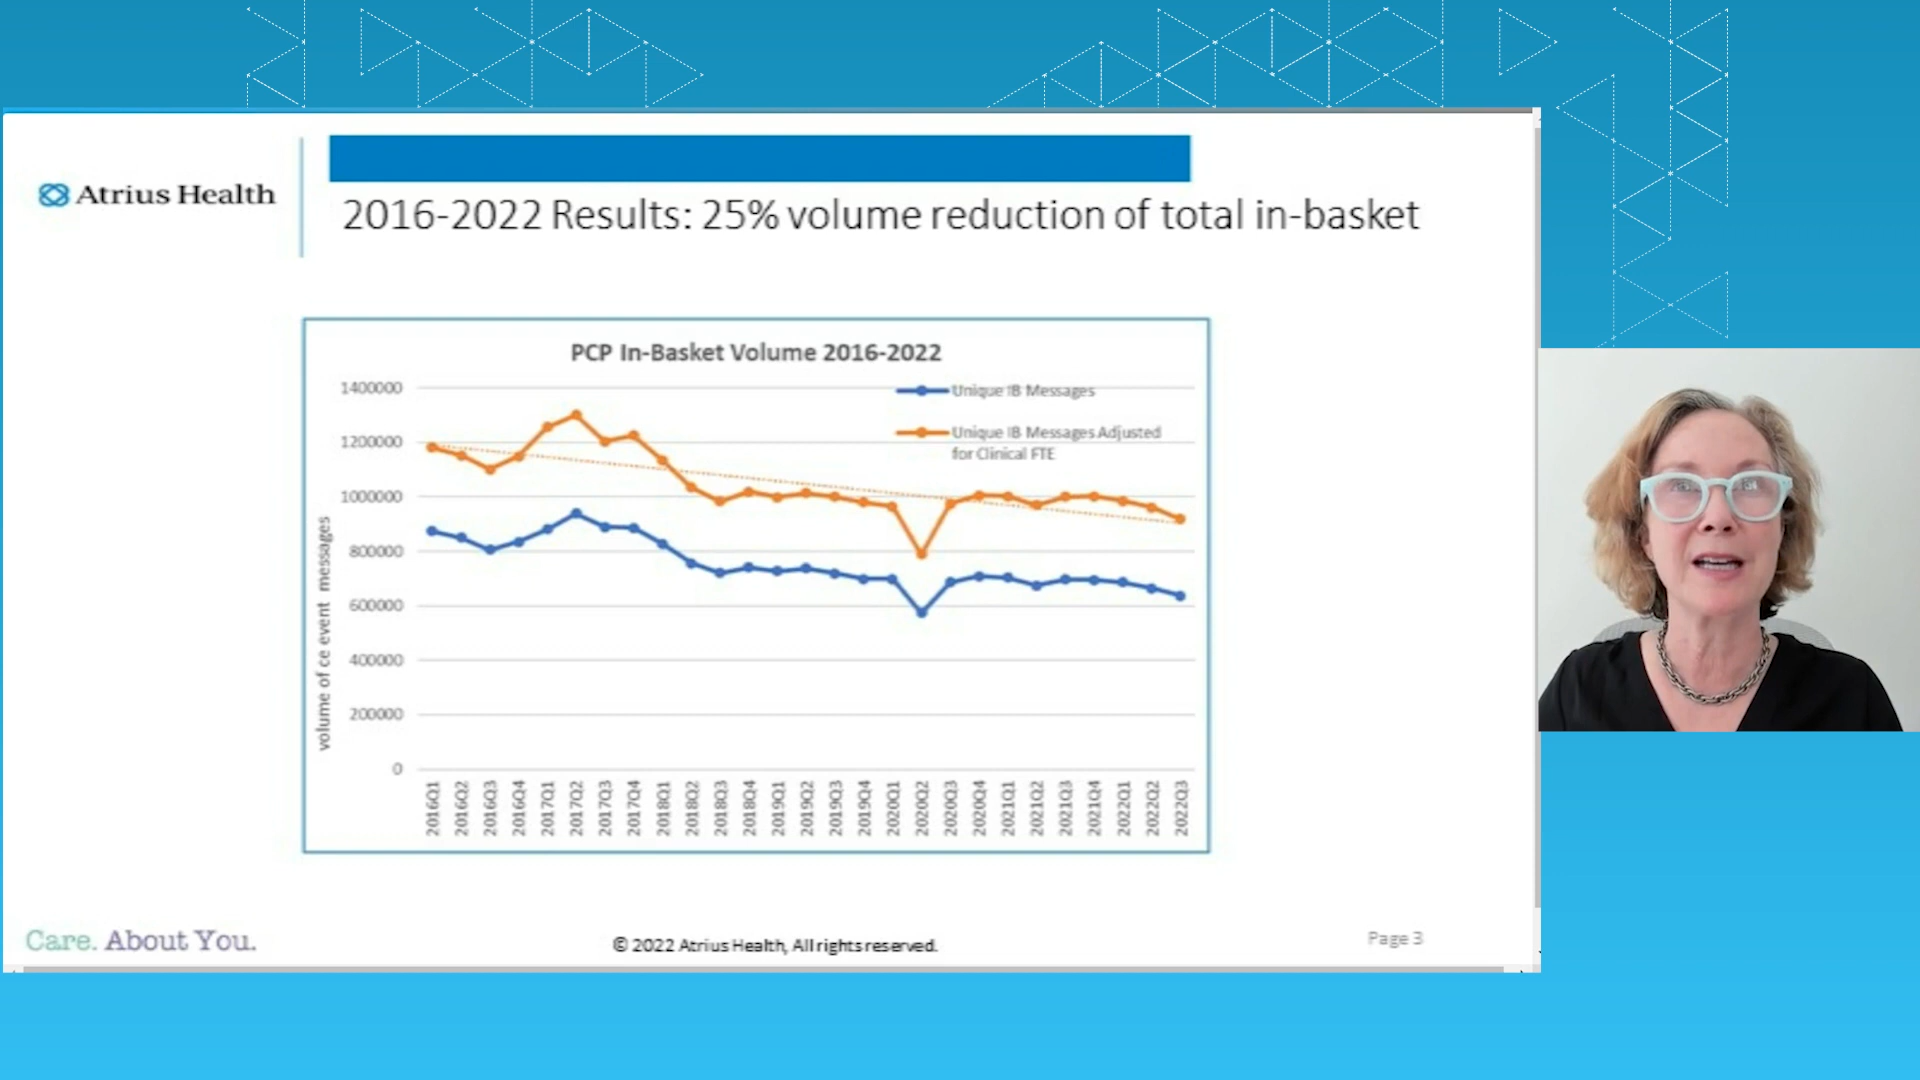 Atrius Health
2016-2022 Results: 25% volume reduction of total in-basket
PCP In-Basket Volume 2016-2022
Unique IB Messages
Unique IB Messages Adjusted
for Clinical FTE
volume of ce event messages
1400000
1200000
1000000
800000
600000
400000
200000
0
2016Q1
2016Q2
2016Q3
2016Q4
2017Q1
2017Q2
2017Q3
2017Q4
2018Q1
2018Q2
2018Q3
2018Q4
2019Q1
2019Q2
2019Q3
2019Q4
2020Q1
2020Q2
2020Q3
2020Q4
2021Q1
2021Q2
2021Q3
2021Q4
2022Q1
2022Q2
2022Q3
Care. About You.
© 2022 Atrius Health, All rights reserved.
Page 3